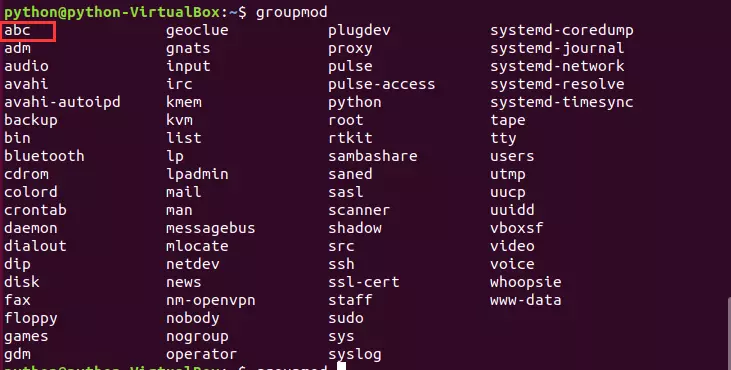 python@python-VirtualBox:~$ groupmod
abc geoclue plugdev systemd-coredump
adm gnats proxy systemd-journal
audio input pulse systemd-network
avahi irc pulse-access systemd-resolve
avahi-autoipd kmem python systemd-timesync
backup kvm root tape
bin list rtkit tty
bluetooth lp sambashare users
cdrom lpadmin saned utmp
colord mail sasl uucp
crontab man scanner uuidd
daemon messagebus shadow vboxsf
dialout mlocate src video
dip netdev ssh voice
disk news ssl-cert whoopsie
fax nm-openvpn staff www-data
floppy nobody sudo
games nogroup sys
gdm operator syslog
python@python-VirtualBox:~$ groupmod